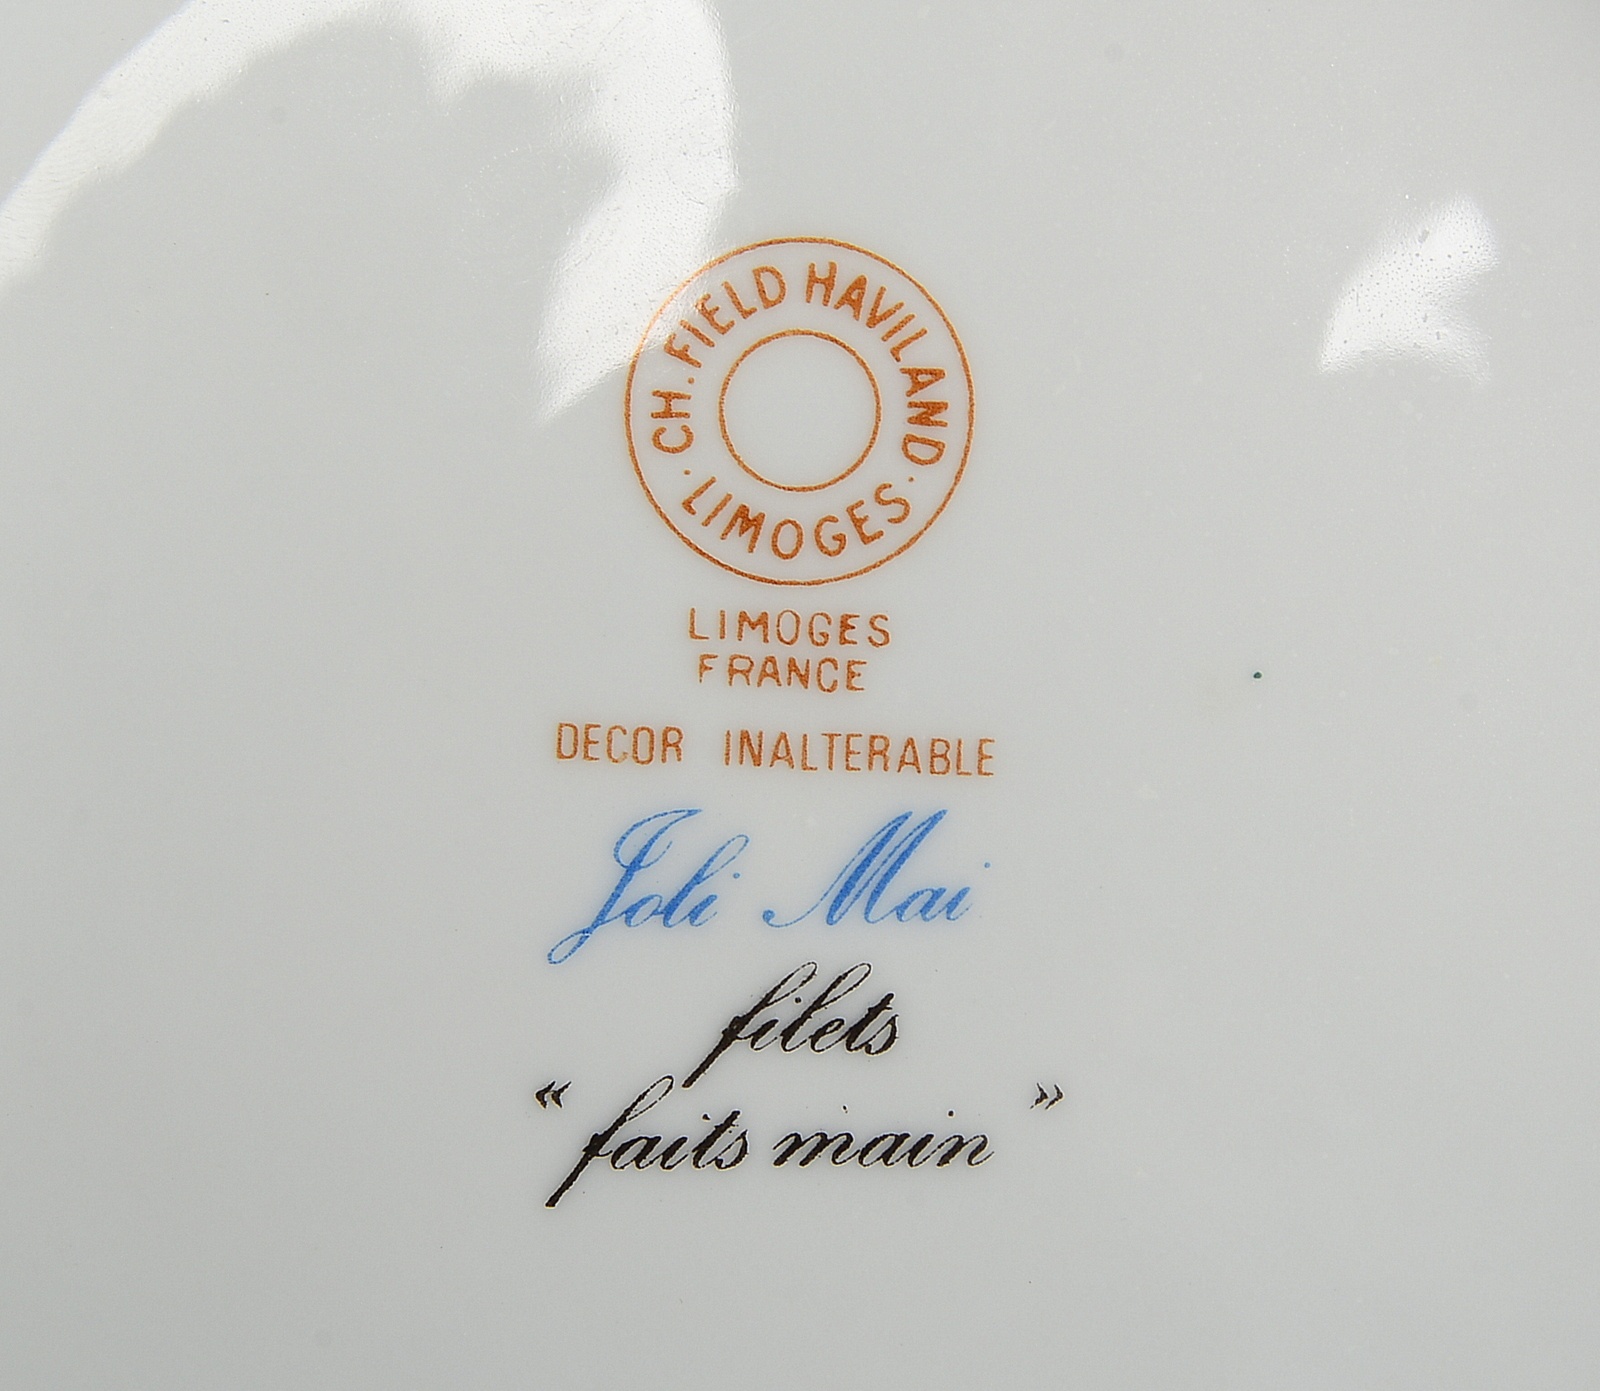 CH. FIELD HAVILAND
· LIMOGES ·
LIMOGES
FRANCE
DECOR INALTERABLE
Joli Mai
filets
« faits main »